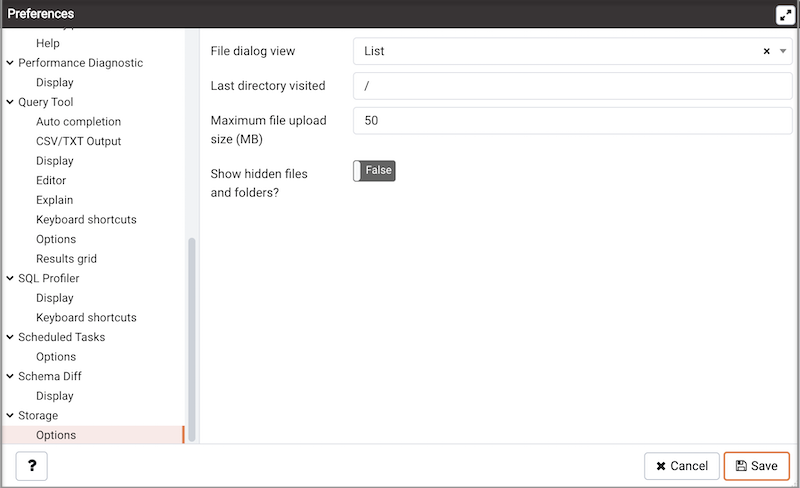 Preferences
Help
Performance Diagnostic
Display
Query Tool
Auto completion
CSV/TXT Output
Display
Editor
Explain
Keyboard shortcuts
Options
Results grid
SQL Profiler
Display
Keyboard shortcuts
Scheduled Tasks
Options
Schema Diff
Display
Storage
Options
File dialog view
List
Last directory visited
/
Maximum file upload
size (MB)
50
Show hidden files
and folders?
False
?
Cancel
Save